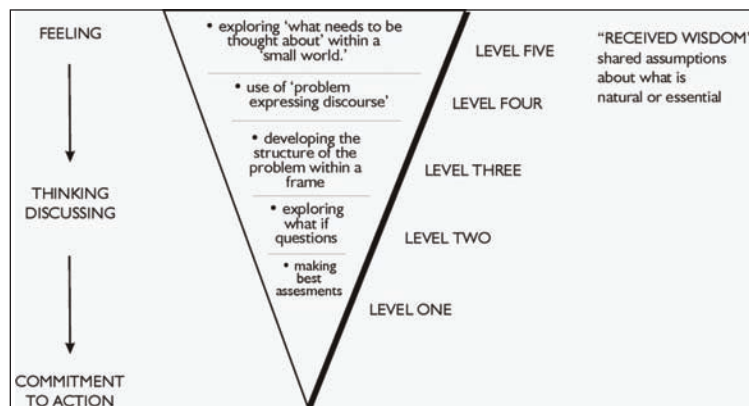 FEELING
THINKING
DISCUSSING
COMMITMENT
TO ACTION
• exploring ‘what needs to be
thought about’ within a
‘small world.’
• use of ‘problem
expressing discourse’
• developing the
structure of the
problem within a
frame
• exploring
what if
questions
• making
best
assesments
LEVEL FIVE
LEVEL FOUR
LEVEL THREE
LEVEL TWO
LEVEL ONE
“RECEIVED WISDOM”
shared assumptions
about what is
natural or essential